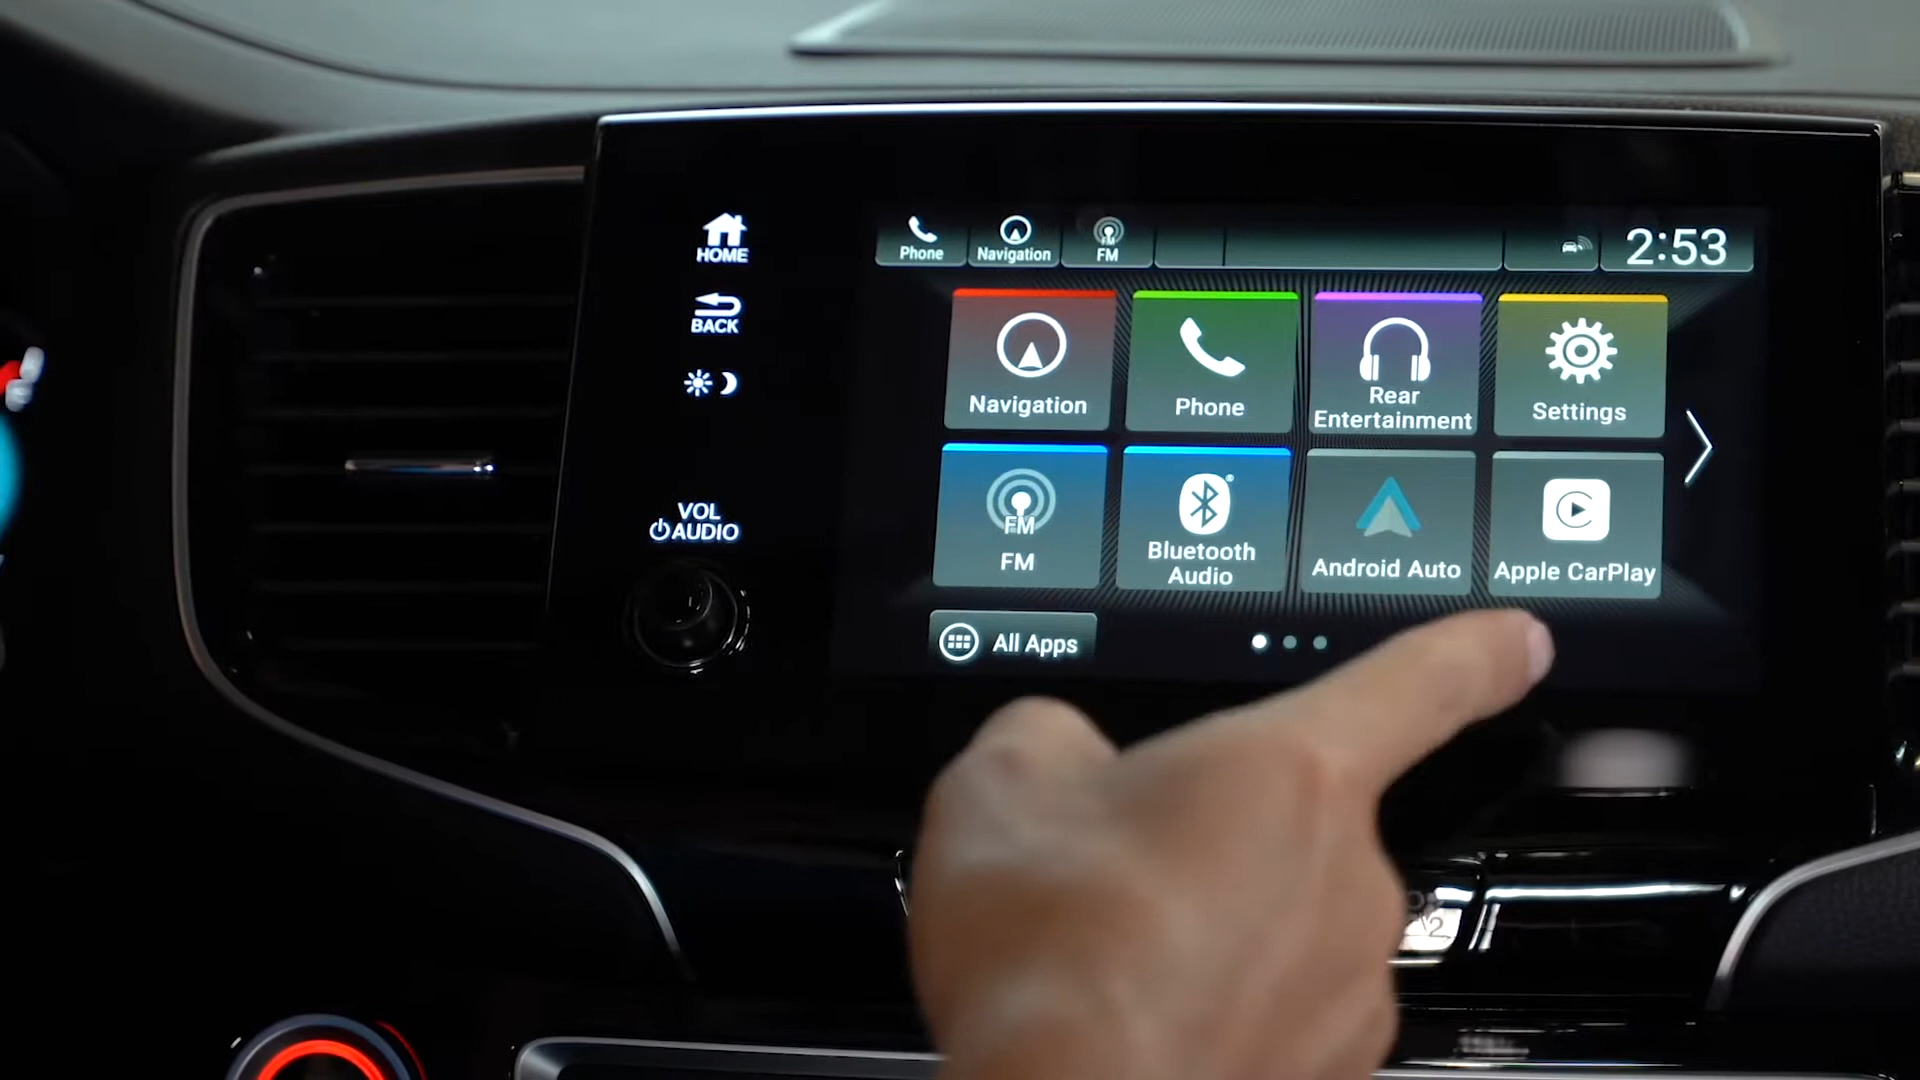 HOME
BACK
VOL
AUDIO
Phone
Navigation
FM
FM
2:53
Navigation
Phone
Rear
Entertainment
Settings
FM
FM
Bluetooth
Audio
Android Auto
Apple CarPlay
All Apps